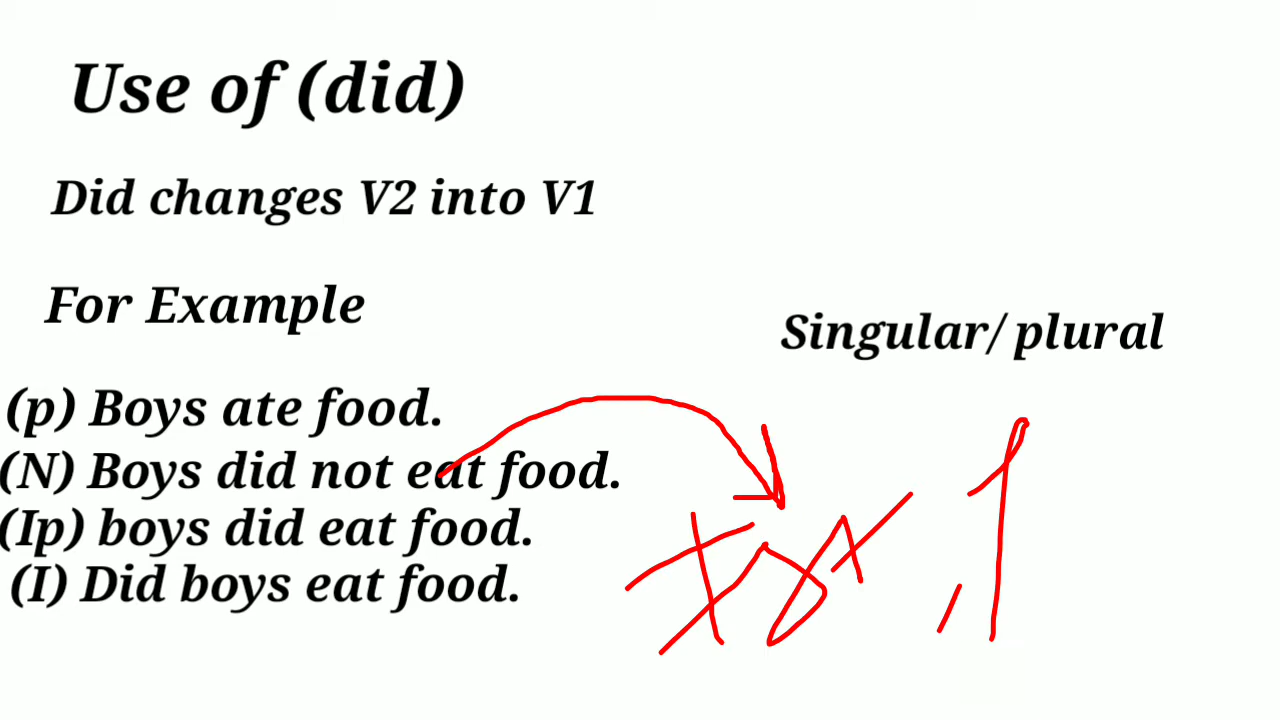 Use of (did)
Did changes V2 into V1
For Example
Singular/ plural
(p) Boys ate food.
(N) Boys did not eat food.
(Ip) boys did eat food.
(I) Did boys eat food.